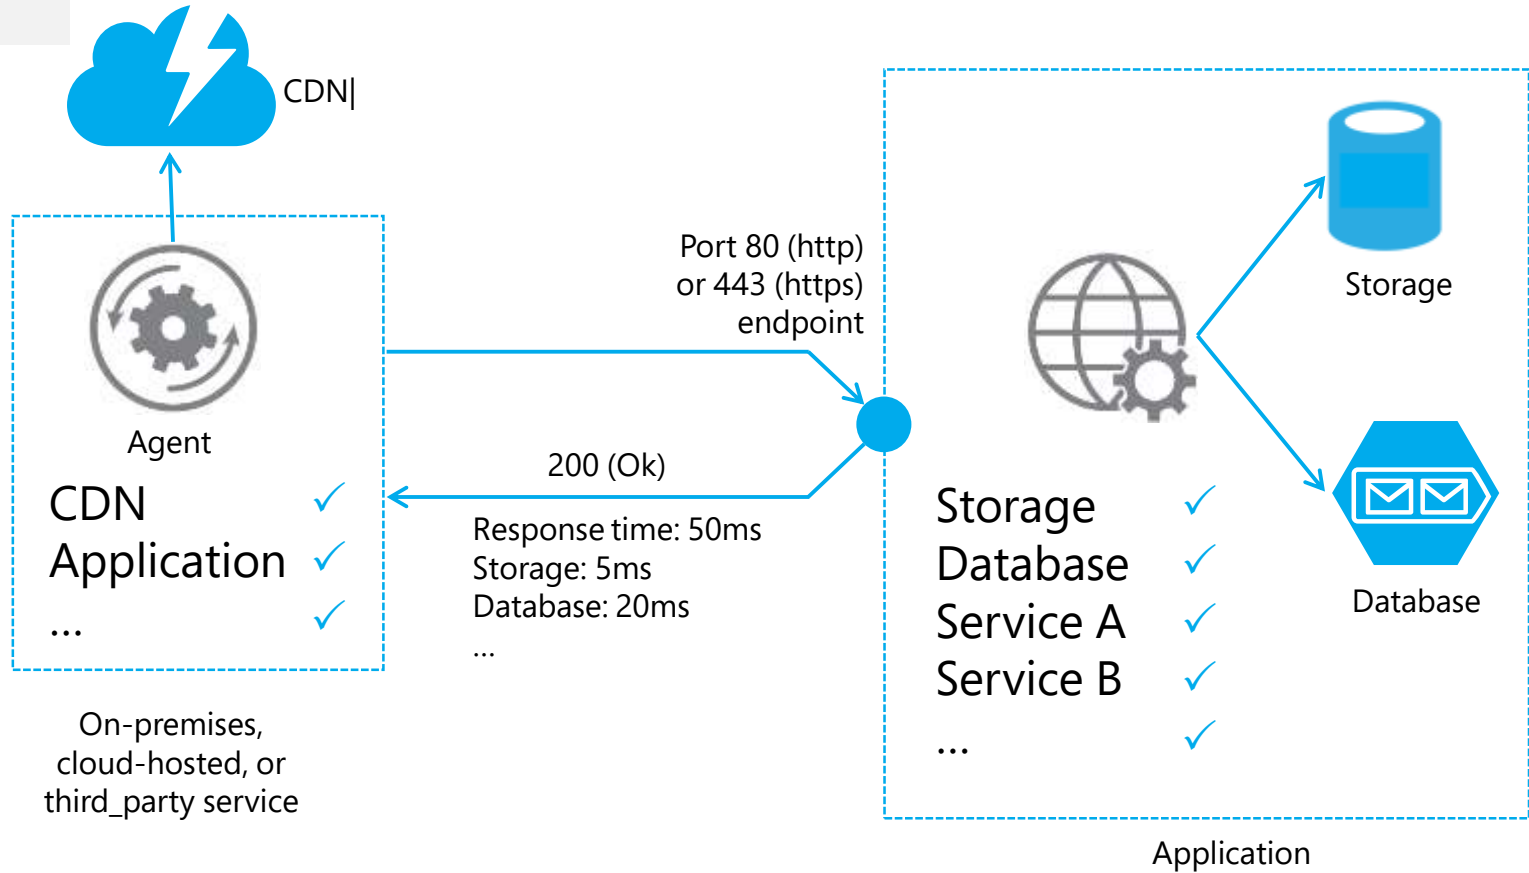 CDN|
Port 80 (http)
or 443 (https)
endpoint
Storage
Agent
200 (Ok)
CDN ✓
Application ✓
... ✓
Response time: 50ms
Storage: 5ms
Database: 20ms
...
Storage ✓
Database ✓
Service A ✓
Service B ✓
... ✓
Database
On-premises,
cloud-hosted, or
third_party service
Application